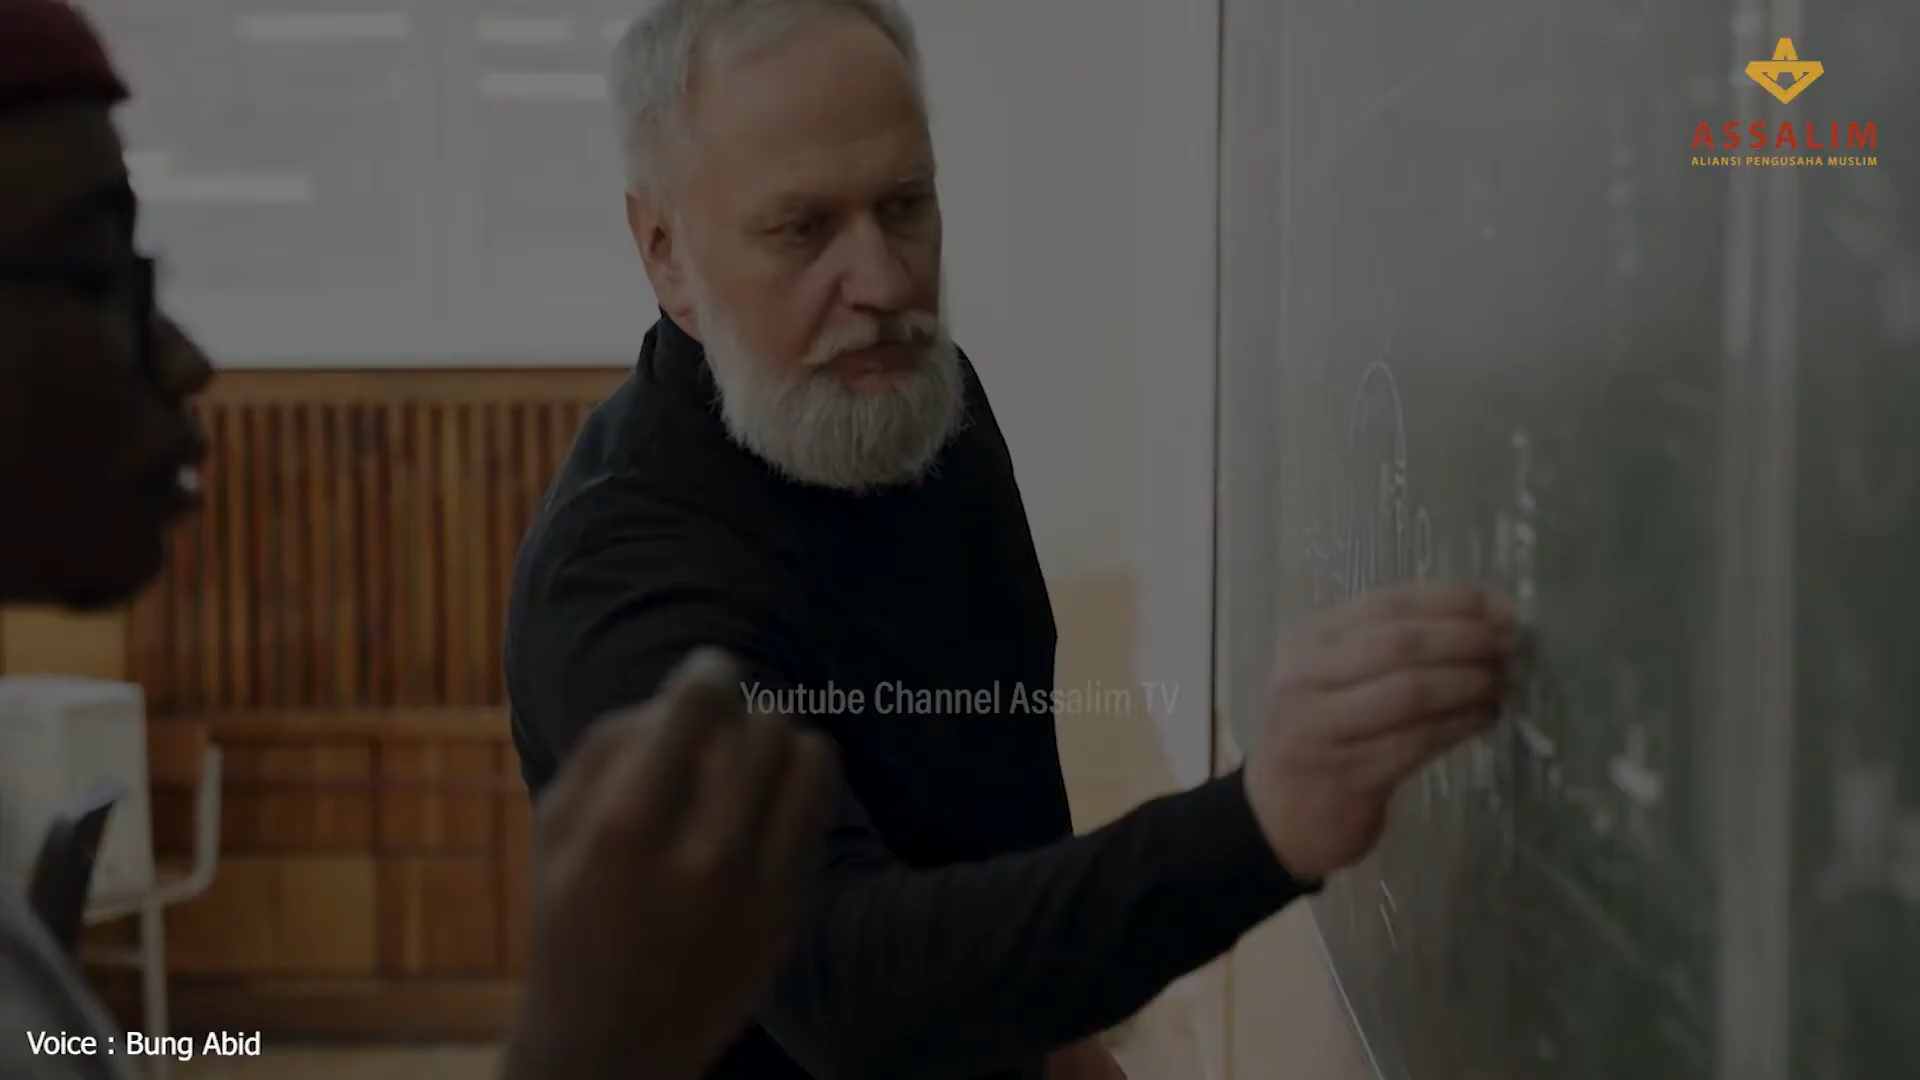 ASSALIM
ALIANSI PENGUSAHA MUSLIM
Youtube Channel Assalim TV
Voice : Bung Abid